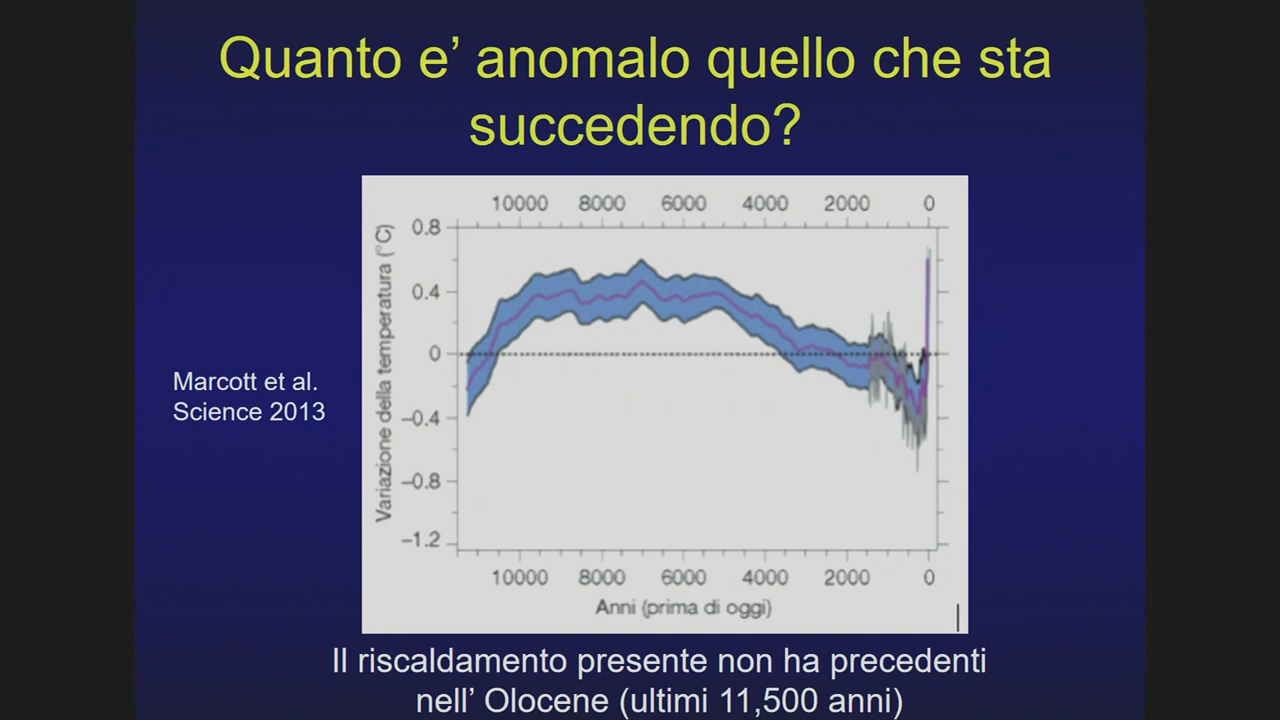 Quanto e’ anomalo quello che sta
succedendo?
10000 8000 6000 4000 2000 0
Variazione della temperatura (°C)
0.8
0.4
0
−0.4
−0.8
−1.2
10000 8000 6000 4000 2000 0
Anni (prima di oggi)
Marcott et al.
Science 2013
Il riscaldamento presente non ha precedenti
nell’ Olocene (ultimi 11,500 anni)